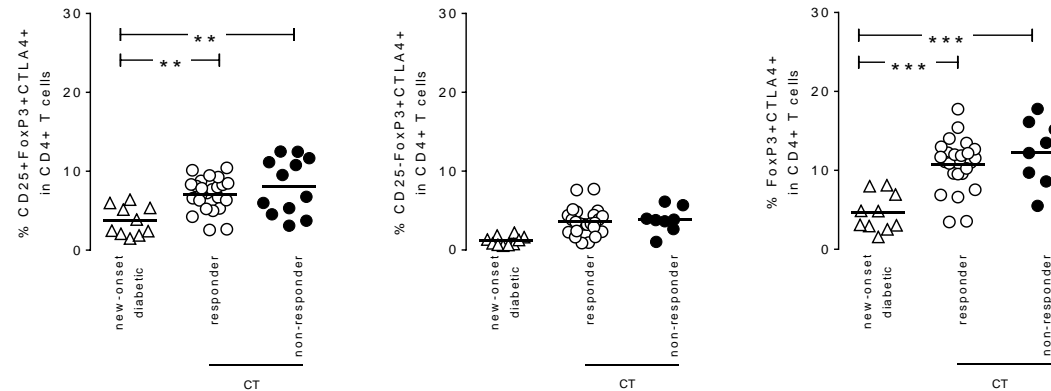 % CD25+FoxP3+CTLA4+
in CD4+ T cells
30
20
10
0
**
**
new-onset
diabetic
responder
non-responder
CT
% CD25-FoxP3+CTLA4+
in CD4+ T cells
30
20
10
0
new-onset
diabetic
responder
non-responder
CT
% FoxP3+CTLA4+
in CD4+ T cells
30
20
10
0
***
***
new-onset
diabetic
responder
non-responder
CT